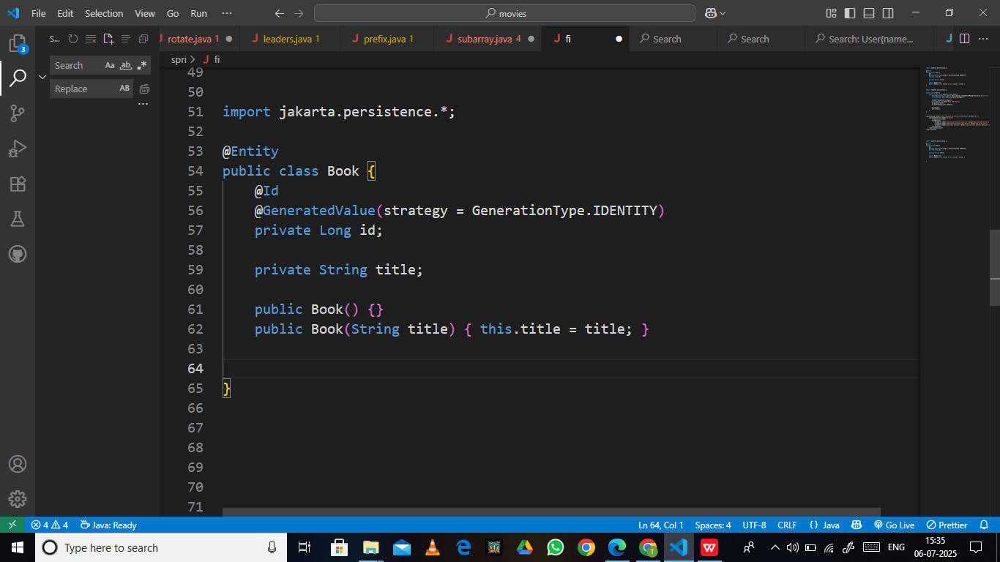 File Edit Selection View Go Run ··· movies
3
S...
Search Aa ab
Replace AB
rotate.java 1 leaders.java 1 prefix.java 1 subarray.java 4 fi Search Search Search: User{name...
spri > fi
49
50
51 import jakarta.persistence.*;
52
53 @Entity
54 public class Book {
55 @Id
56 @GeneratedValue(strategy = GenerationType.IDENTITY)
57 private Long id;
58
59 private String title;
60
61 public Book() {}
62 public Book(String title) { this.title = title; }
63
64
65 }
66
67
68
69
70
71
4 4 Java: Ready Ln 64, Col 1 Spaces: 4 UTF-8 CRLF {} Java Go Live Prettier
Type here to search ENG 15:35
06-07-2025